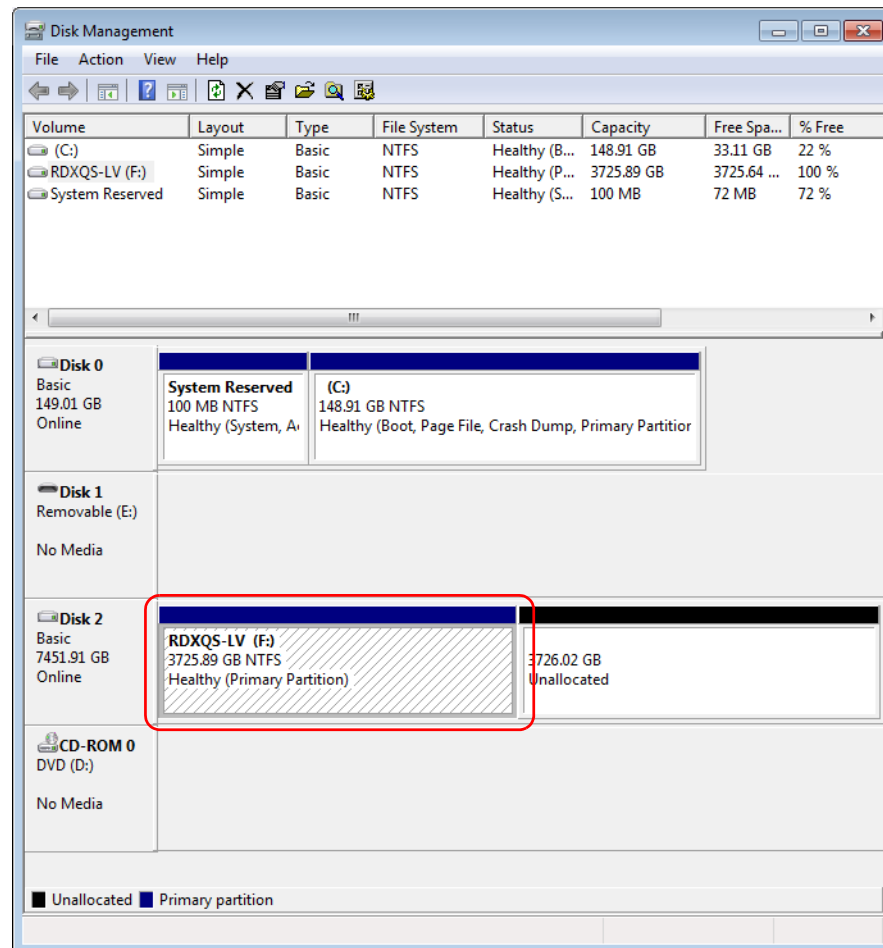 Disk Management
File Action View Help
Volume Layout Type File System Status Capacity Free Spa... % Free
(C:) Simple Basic NTFS Healthy (B... 148.91 GB 33.11 GB 22 %
RDXQS-LV (F:) Simple Basic NTFS Healthy (P... 3725.89 GB 3725.64 ... 100 %
System Reserved Simple Basic NTFS Healthy (S... 100 MB 72 MB 72 %
Disk 0
Basic
149.01 GB
Online
System Reserved
100 MB NTFS
Healthy (System, A
(C:)
148.91 GB NTFS
Healthy (Boot, Page File, Crash Dump, Primary Partitior
Disk 1
Removable (E:)
No Media
Disk 2
Basic
7451.91 GB
Online
RDXQS-LV (F:)
3725.89 GB NTFS
Healthy (Primary Partition)
3726.02 GB
Unallocated
CD-ROM 0
DVD (D:)
No Media
Unallocated Primary partition